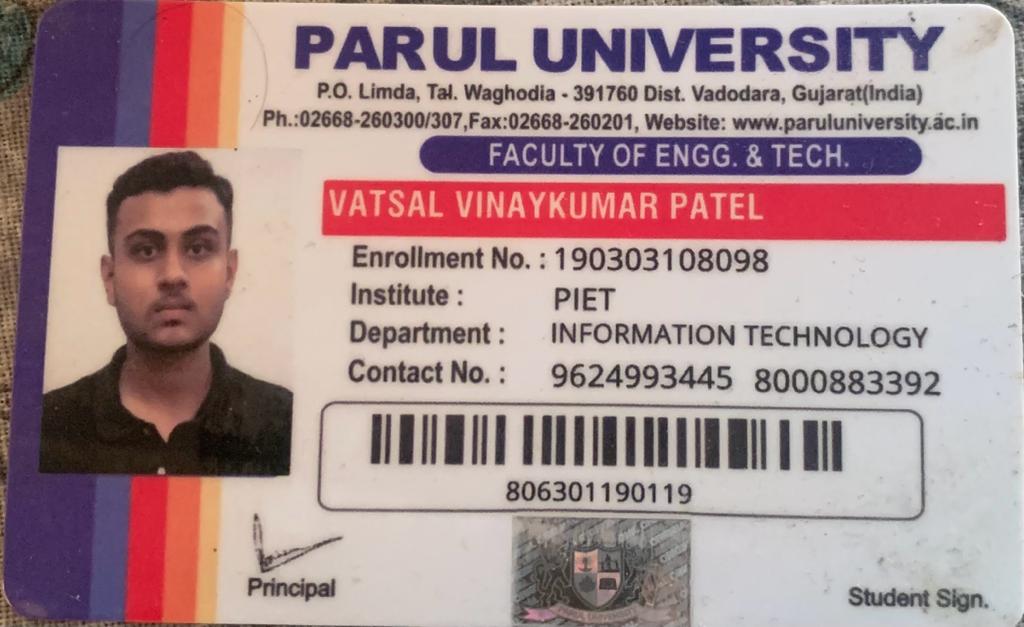 PARUL UNIVERSITY
P.O. Limda, Tal. Waghodia - 391760 Dist. Vadodara, Gujarat(India)
Ph.:02668-260300/307,Fax:02668-260201, Website: www.paruluniversity.ac.in
FACULTY OF ENGG. & TECH.
VATSAL VINAYKUMAR PATEL
Enrollment No. : 190303108098
Institute : PIET
Department : INFORMATION TECHNOLOGY
Contact No. : 9624993445 8000883392
806301190119
Principal
Student Sign.